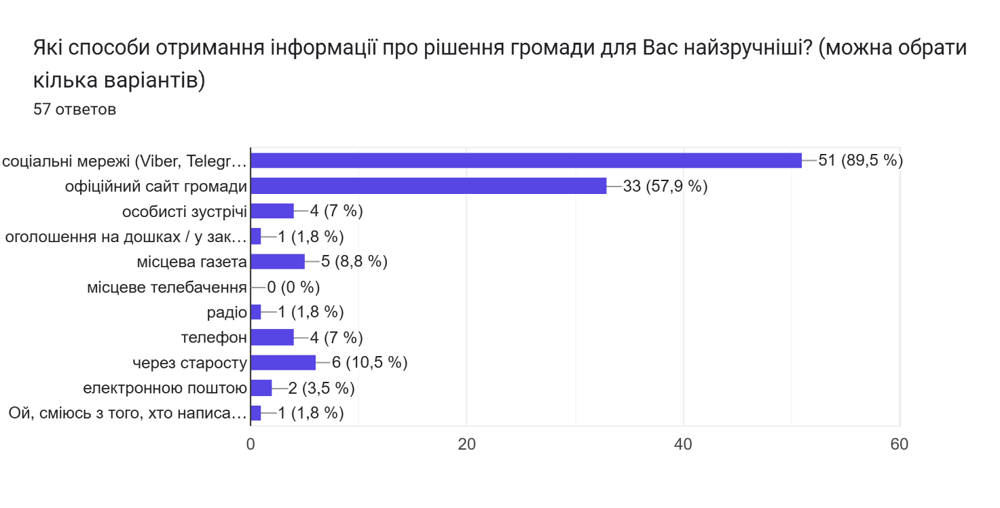 Які способи отримання інформації про рішення громади для Вас найзручніші? (можна обрати
кілька варіантів)
57 ответов
соціальні мережі (Viber, Telegr… 51 (89,5 %)
офіційний сайт громади 33 (57,9 %)
особисті зустрічі 4 (7 %)
оголошення на дошках / у зак… 1 (1,8 %)
місцева газета 5 (8,8 %)
місцеве телебачення 0 (0 %)
радіо 1 (1,8 %)
телефон 4 (7 %)
через старосту 6 (10,5 %)
електронною поштою 2 (3,5 %)
Ой, сміюсь з того, хто написа… 1 (1,8 %)
0 20 40 60